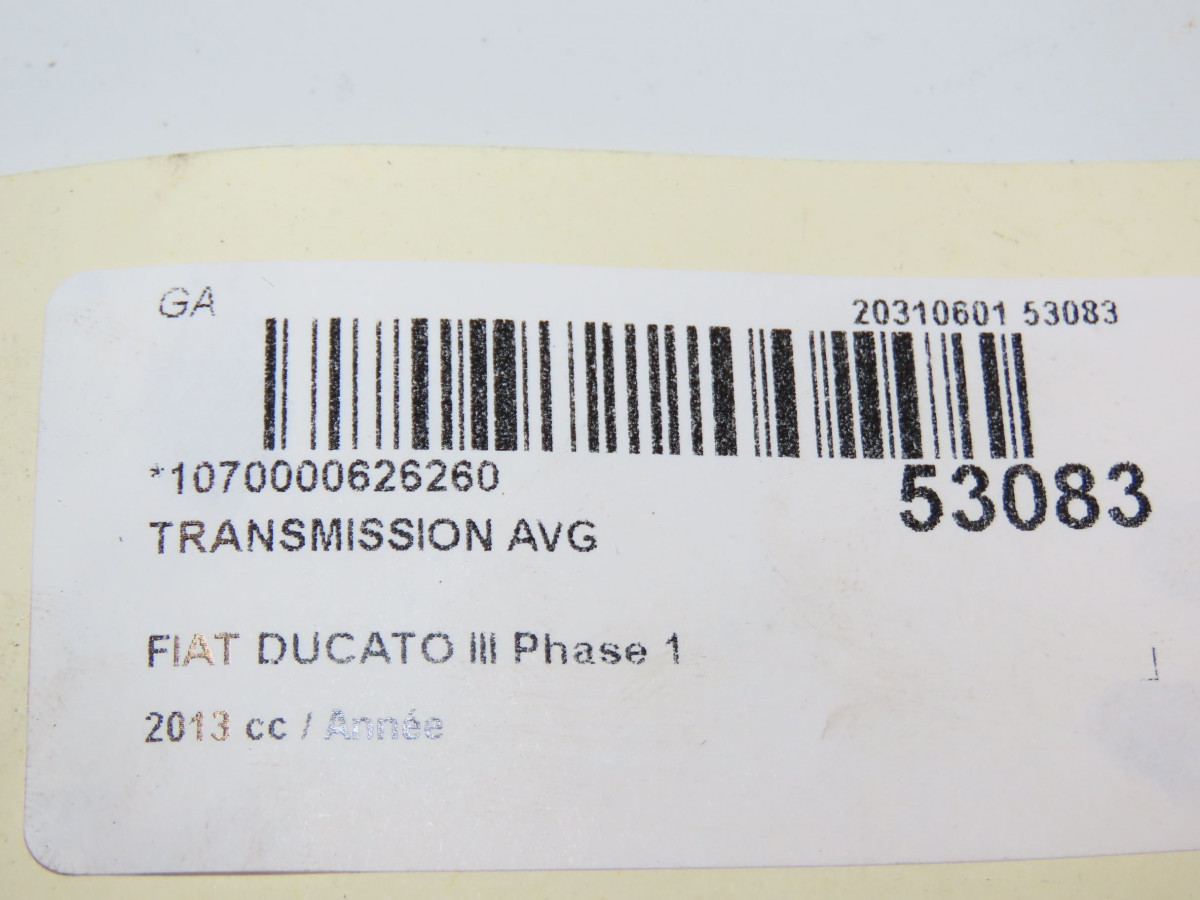 GA
20310601 53083
*1070000626260
53083
TRANSMISSION AVG
FIAT DUCATO III Phase 1
2013 cc / Année